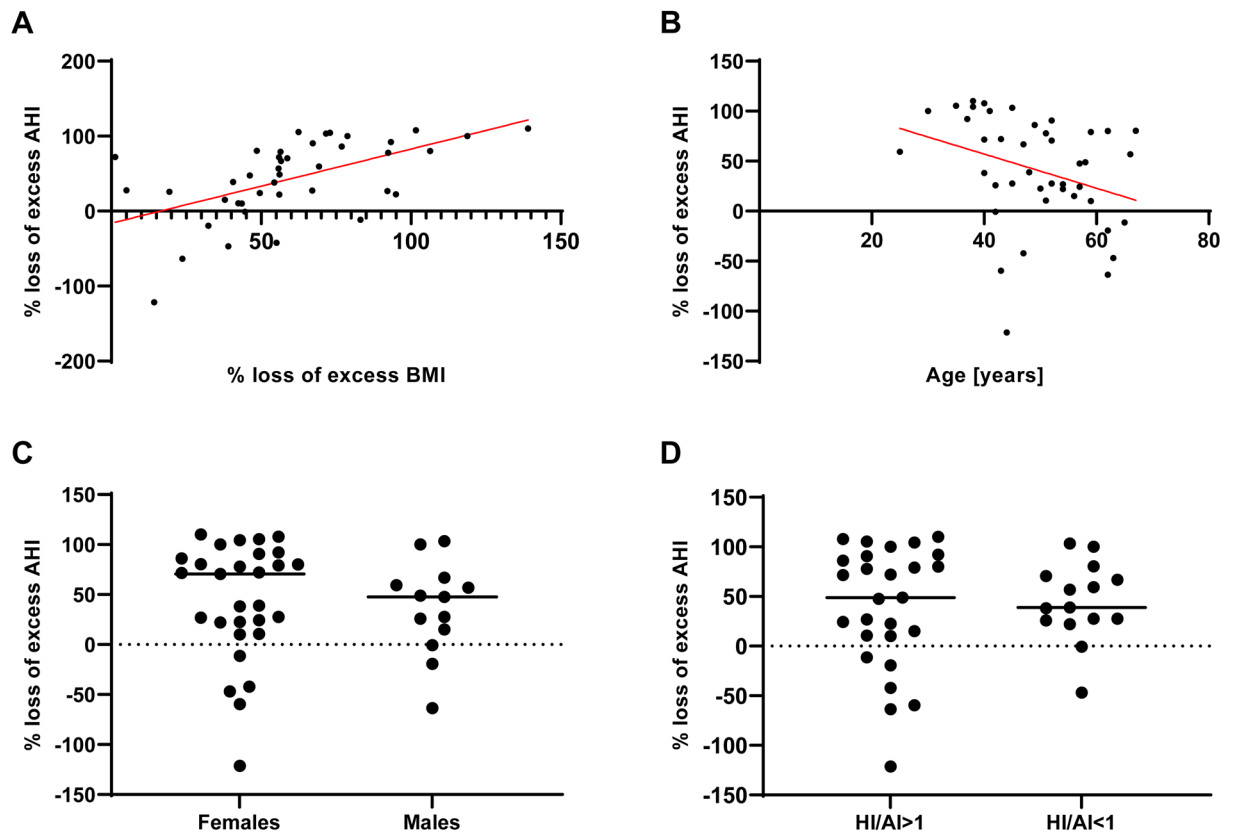 A
% loss of excess AHI
200
100
0
-100
-200
50
100
150
% loss of excess BMI
B
% loss of excess AHI
150
100
50
0
-50
-100
-150
20
40
60
80
Age [years]
C
% loss of excess AHI
150
100
50
0
-50
-100
-150
Females
Males
D
% loss of excess AHI
150
100
50
0
-50
-100
-150
HI/AI>1
HI/AI<1